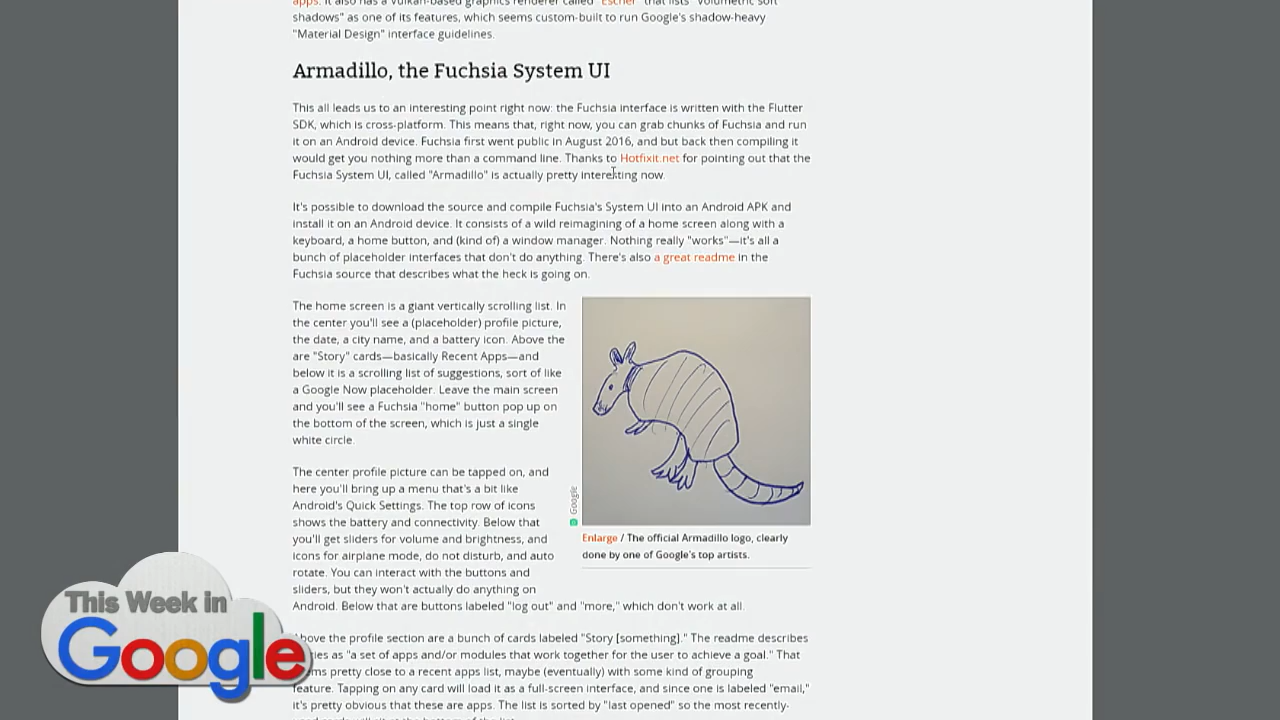 apps. It also has a Vulkan-based graphics renderer called "Escher" that lists "volumetric soft
shadows" as one of its features, which seems custom-built to run Google's shadow-heavy
"Material Design" interface guidelines.
Armadillo, the Fuchsia System UI
This all leads us to an interesting point right now: the Fuchsia interface is written with the Flutter
SDK, which is cross-platform. This means that, right now, you can grab chunks of Fuchsia and run
it on an Android device. Fuchsia first went public in August 2016, and but back then compiling it
would get you nothing more than a command line. Thanks to Hotfixit.net for pointing out that the
Fuchsia System UI, called "Armadillo" is actually pretty interesting now.
It's possible to download the source and compile Fuchsia's System UI into an Android APK and
install it on an Android device. It consists of a wild reimagining of a home screen along with a
keyboard, a home button, and (kind of) a window manager. Nothing really "works"—it's all a
bunch of placeholder interfaces that don't do anything. There's also a great readme in the
Fuchsia source that describes what the heck is going on.
The home screen is a giant vertically scrolling list. In
the center you'll see a (placeholder) profile picture,
the date, a city name, and a battery icon. Above the
are "Story" cards—basically Recent Apps—and
below it is a scrolling list of suggestions, sort of like
a Google Now placeholder. Leave the main screen
and you'll see a Fuchsia "home" button pop up on
the bottom of the screen, which is just a single
white circle.
Google
Enlarge / The official Armadillo logo, clearly
done by one of Google's top artists.
The center profile picture can be tapped on, and
here you'll bring up a menu that's a bit like
Android's Quick Settings. The top row of icons
shows the battery and connectivity. Below that
you'll get sliders for volume and brightness, and
icons for airplane mode, do not disturb, and auto
rotate. You can interact with the buttons and
sliders, but they won't actually do anything on
Android. Below that are buttons labeled "log out" and "more," which don't work at all.
Above the profile section are a bunch of cards labeled "Story [something]." The readme describes
as "a set of apps and/or modules that work together for the user to achieve a goal." That
pretty close to a recent apps list, maybe (eventually) with some kind of grouping
feature. Tapping on any card will load it as a full-screen interface, and since one is labeled "email,"
it's pretty obvious that these are apps. The list is sorted by "last opened" so the most recently-
This Week in
Google